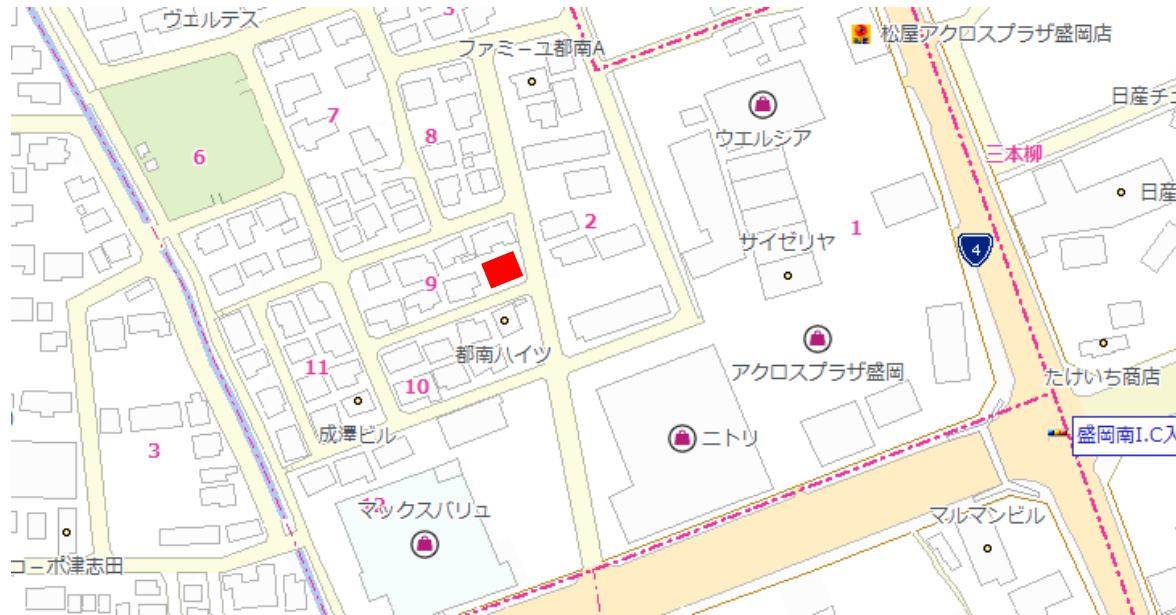 ヴェルテス
3
ファミーユ都南A
松屋アクロスプラザ盛岡店
日産チ
7
8
ウエルシア
6
三本柳
日産
2
1
サイゼリヤ
4
9
都南ハイツ
11
10
アクロスプラザ盛岡
たけいち商店
成澤ビル
ニトリ
盛岡南I.C入
3
12
マックスバリュ
マルマンビル
コーポ津志田